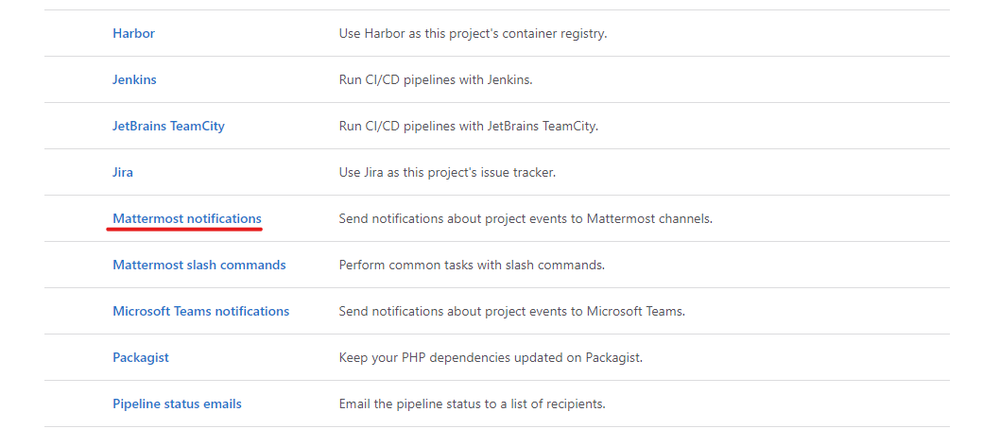 Harbor Use Harbor as this project's container registry.
Jenkins Run CI/CD pipelines with Jenkins.
JetBrains TeamCity Run CI/CD pipelines with JetBrains TeamCity.
Jira Use Jira as this project's issue tracker.
Mattermost notifications Send notifications about project events to Mattermost channels.
Mattermost slash commands Perform common tasks with slash commands.
Microsoft Teams notifications Send notifications about project events to Microsoft Teams.
Packagist Keep your PHP dependencies updated on Packagist.
Pipeline status emails Email the pipeline status to a list of recipients.